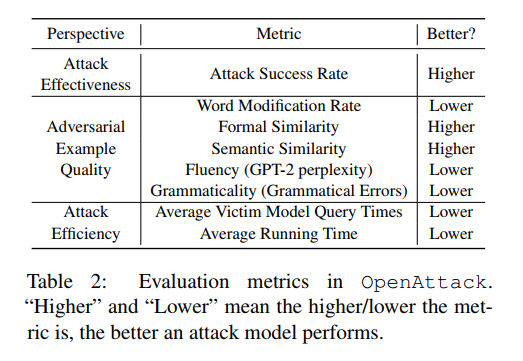 Perspective Metric Better?
Attack
Effectiveness
Attack Success Rate Higher
Word Modification Rate Lower
Adversarial Formal Similarity Higher
Example Semantic Similarity Higher
Quality Fluency (GPT-2 perplexity) Lower
Grammaticality (Grammatical Errors) Lower
Attack Average Victim Model Query Times Lower
Efficiency Average Running Time Lower
Table 2: Evaluation metrics in OpenAttack.
“Higher” and “Lower” mean the higher/lower the met-
ric is, the better an attack model performs.